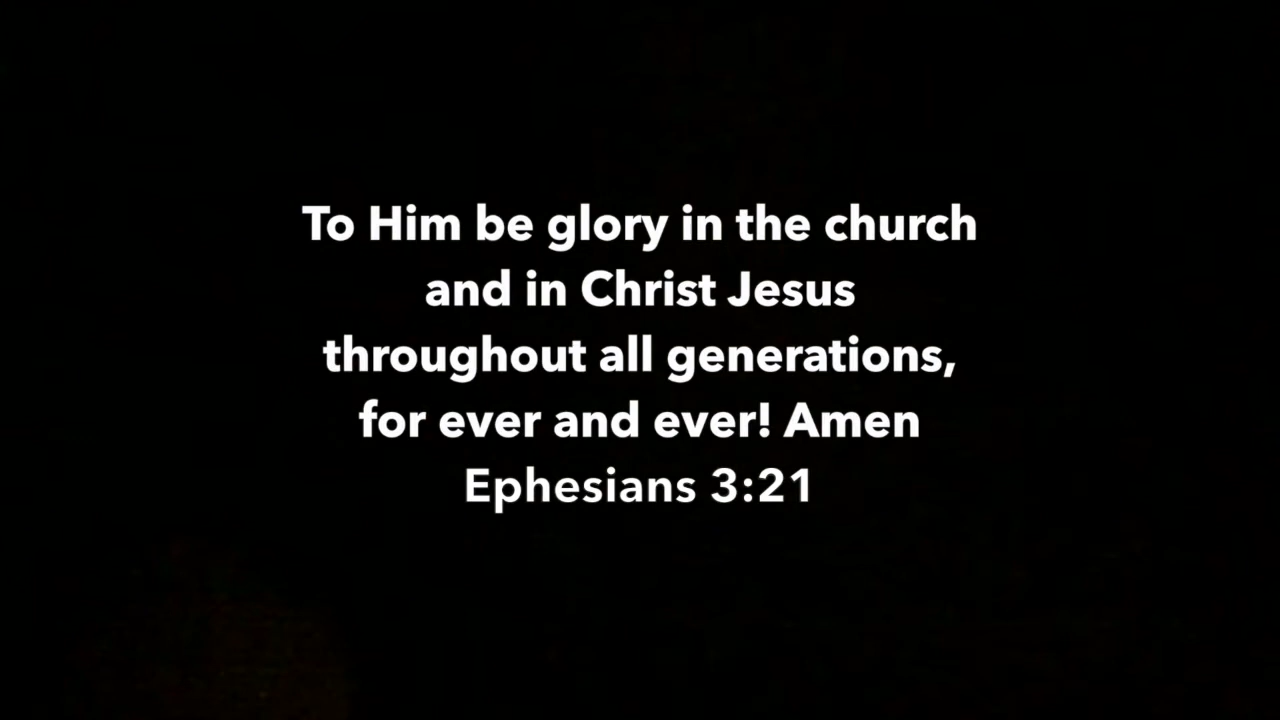 To Him be glory in the church
and in Christ Jesus
throughout all generations,
for ever and ever! Amen
Ephesians 3:21